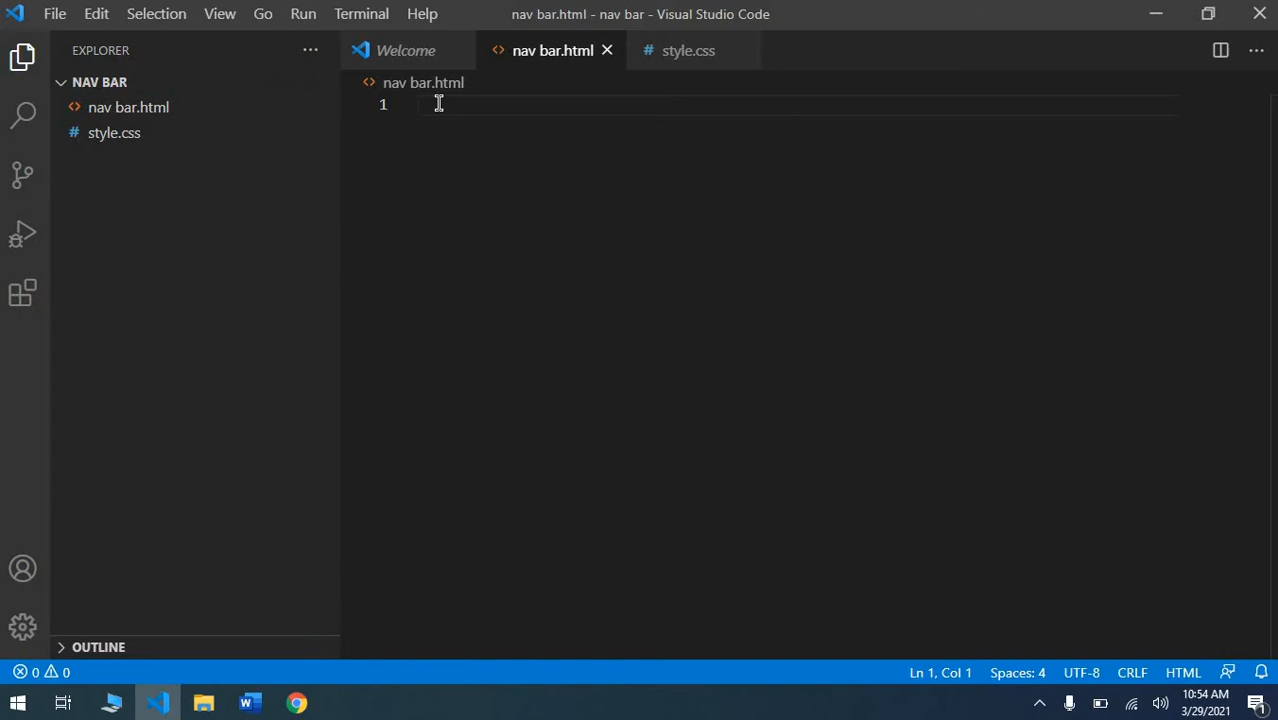 File Edit Selection View Go Run Terminal Help nav bar.html - nav bar - Visual Studio Code
EXPLORER
Welcome nav bar.html style.css
NAV BAR
nav bar.html
nav bar.html
style.css
1
OUTLINE
0 0 Ln 1, Col 1 Spaces: 4 UTF-8 CRLF HTML
10:54 AM
3/29/2021
1